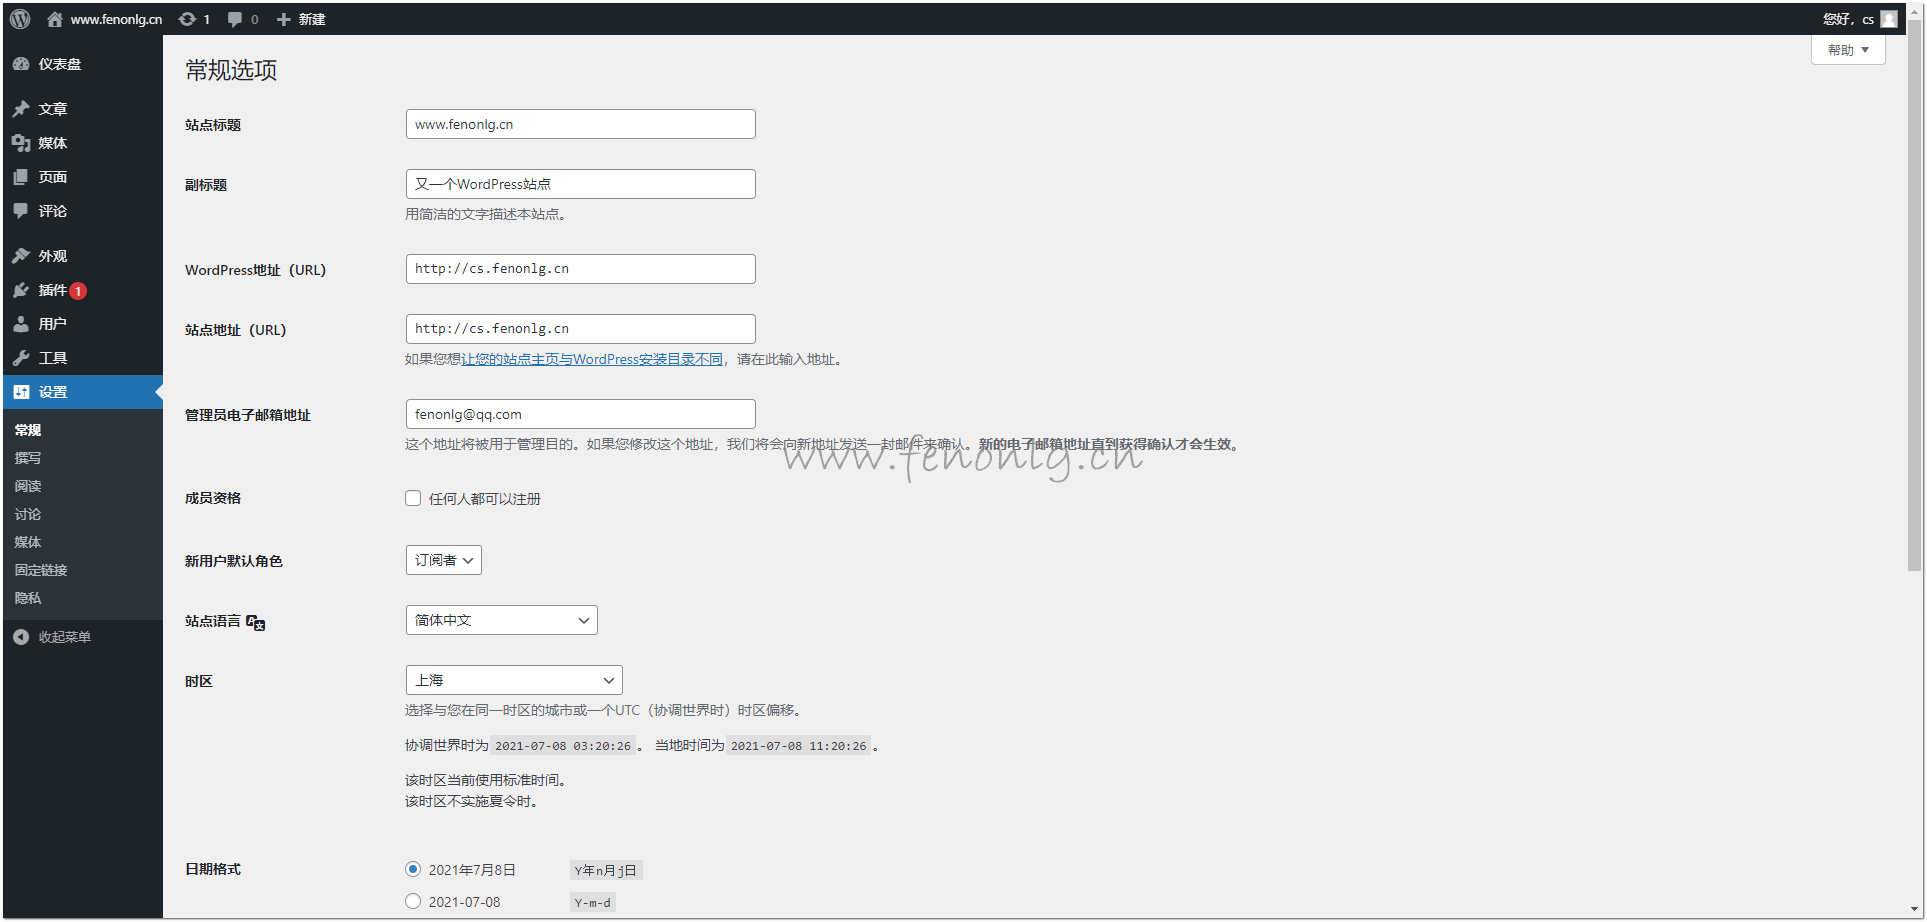 www.fenonlg.cn
1
0
新建
您好，cs
帮助
仪表盘
文章
媒体
页面
评论
外观
插件 1
用户
工具
设置
常规
撰写
阅读
讨论
媒体
固定链接
隐私
收起菜单
常规选项
站点标题
www.fenonlg.cn
副标题
又一个WordPress站点
用简洁的文字描述本站点。
WordPress地址（URL）
http://cs.fenonlg.cn
站点地址（URL）
http://cs.fenonlg.cn
如果您想让您的站点主页与WordPress安装目录不同，请在此输入地址。
管理员电子邮箱地址
fenonlg@qq.com
这个地址将被用于管理目的。如果您修改这个地址，我们将会向新地址发送一封邮件来确认。新的电子邮箱地址直到获得确认才会生效。
www.fenonlg.cn
成员资格
任何人都可以注册
新用户默认角色
订阅者
站点语言
简体中文
时区
上海
选择与您在同一时区的城市或一个UTC（协调世界时）时区偏移。
协调世界时为 2021-07-08 03:20:26 。 当地时间为 2021-07-08 11:20:26 。
该时区当前使用标准时间。
该时区不实施夏令时。
日期格式
2021年7月8日 Y年n月j日
2021-07-08 Y-m-d